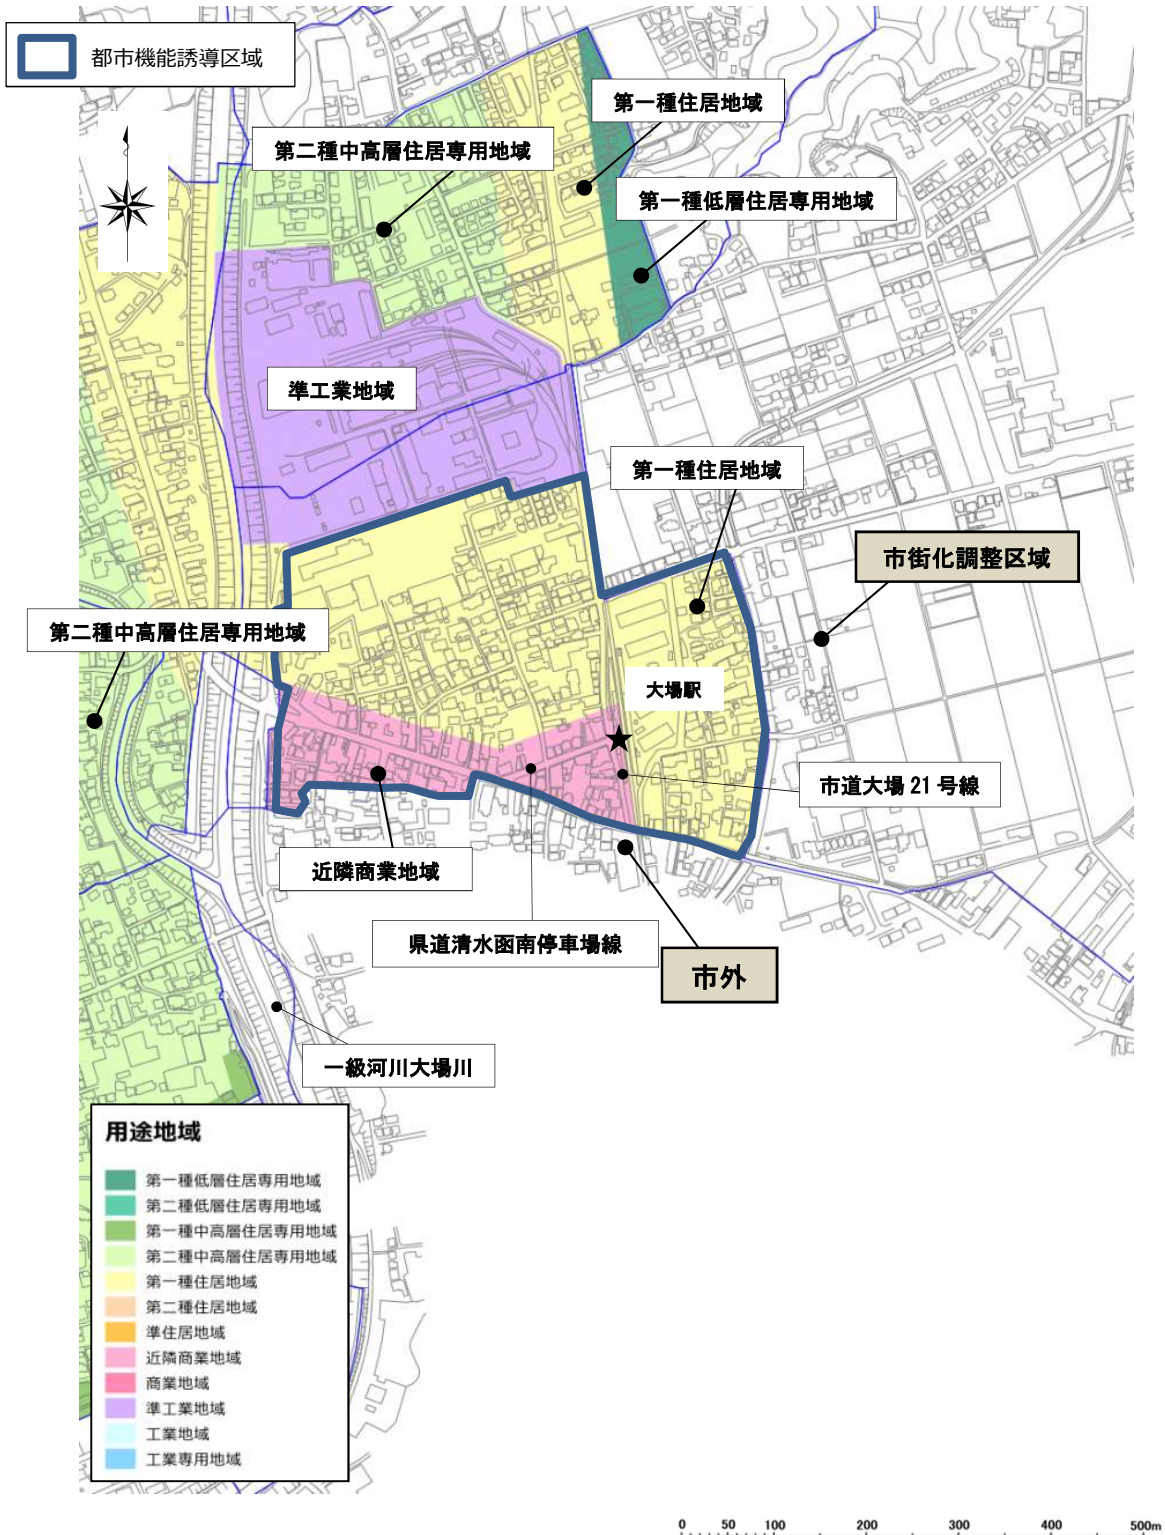 都市機能誘導区域
第一種住居地域
第二種中高層住居専用地域
第一種低層住居専用地域
準工業地域
第一種住居地域
市街化調整区域
第二種中高層住居専用地域
大場駅
市道大場21号線
近隣商業地域
県道清水函南停車場線
市外
一級河川大場川
用途地域
第一種低層住居専用地域
第二種低層住居専用地域
第一種中高層住居専用地域
第二種中高層住居専用地域
第一種住居地域
第二種住居地域
準住居地域
近隣商業地域
商業地域
準工業地域
工業地域
工業専用地域
0 50 100 200 300 400 500m